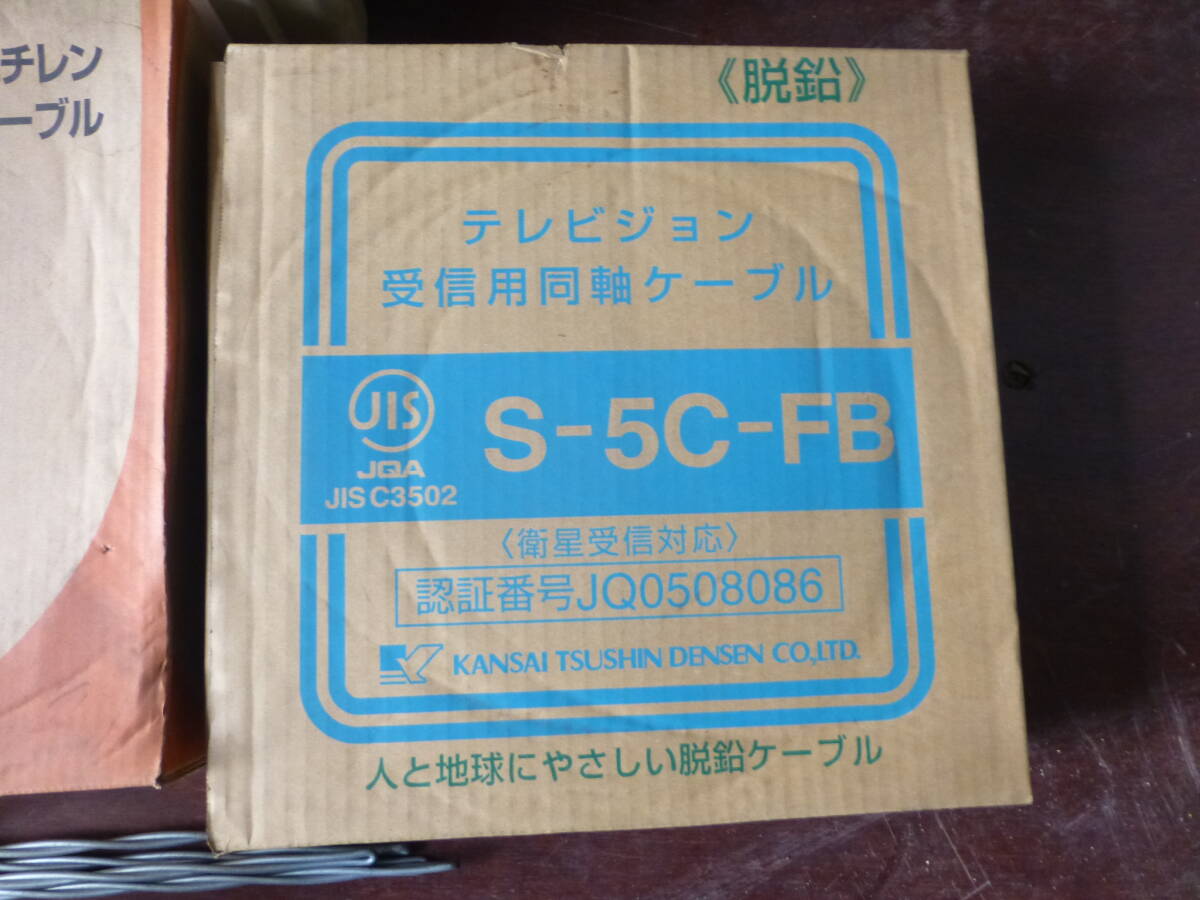 チレン
ーブル
《脱鉛》
テレビジョン
受信用同軸ケーブル
JIS
JQA
JIS C3502
S-5C-FB
〈衛星受信対応〉
認証番号JQ0508086
KANSAI TSUSHIN DENSEN CO.,LTD.
人と地球にやさしい脱鉛ケーブル